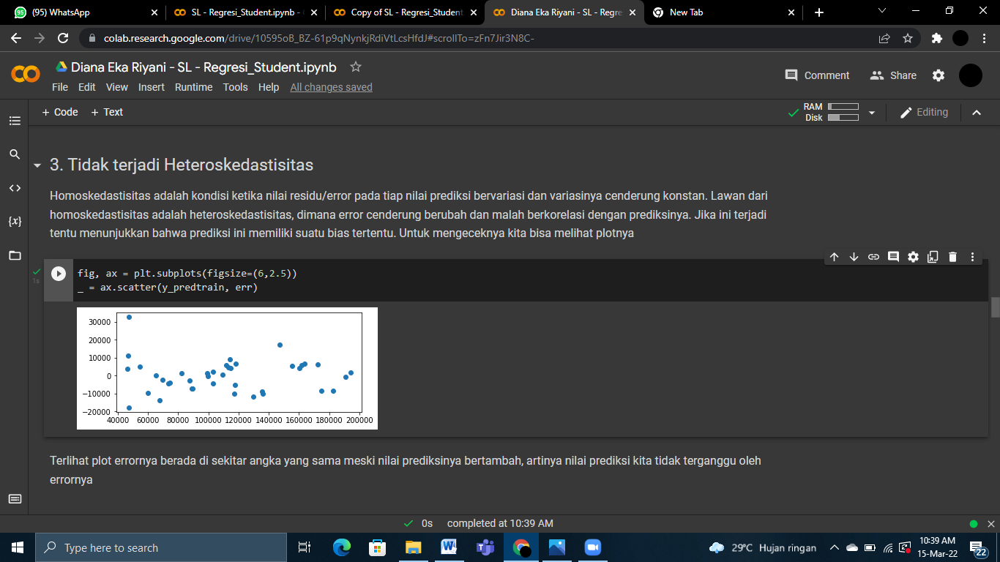 (95) WhatsApp
SL - Regresi_Student.ipynb -
Copy of SL - Regresi_Student
Diana Eka Riyani - SL - Regre
New Tab
colab.research.google.com/drive/10595oB_BZ-61p9qNynkjRdiVtLcsHfdJ#scrollTo=zFn7Jir3N8C-
Diana Eka Riyani - SL - Regresi_Student.ipynb
Comment
Share
File Edit View Insert Runtime Tools Help All changes saved
+ Code + Text
RAM
Disk
Editing
3. Tidak terjadi Heteroskedastisitas
Homoskedastisitas adalah kondisi ketika nilai residu/error pada tiap nilai prediksi bervariasi dan variasinya cenderung konstan. Lawan dari
homoskedastisitas adalah heteroskedastisitas, dimana error cenderung berubah dan malah berkorelasi dengan prediksinya. Jika ini terjadi
tentu menunjukkan bahwa prediksi ini memiliki suatu bias tertentu. Untuk mengeceknya kita bisa melihat plotnya
1s
fig, ax = plt.subplots(figsize=(6,2.5))
_ = ax.scatter(y_predtrain, err)
30000
20000
10000
0
−10000
−20000
40000 60000 80000 100000 120000 140000 160000 180000 200000
Terlihat plot errornya berada di sekitar angka yang sama meski nilai prediksinya bertambah, artinya nilai prediksi kita tidak terganggu oleh
errornya
0s completed at 10:39 AM
Type here to search
29°C Hujan ringan
10:39 AM
15-Mar-22
22